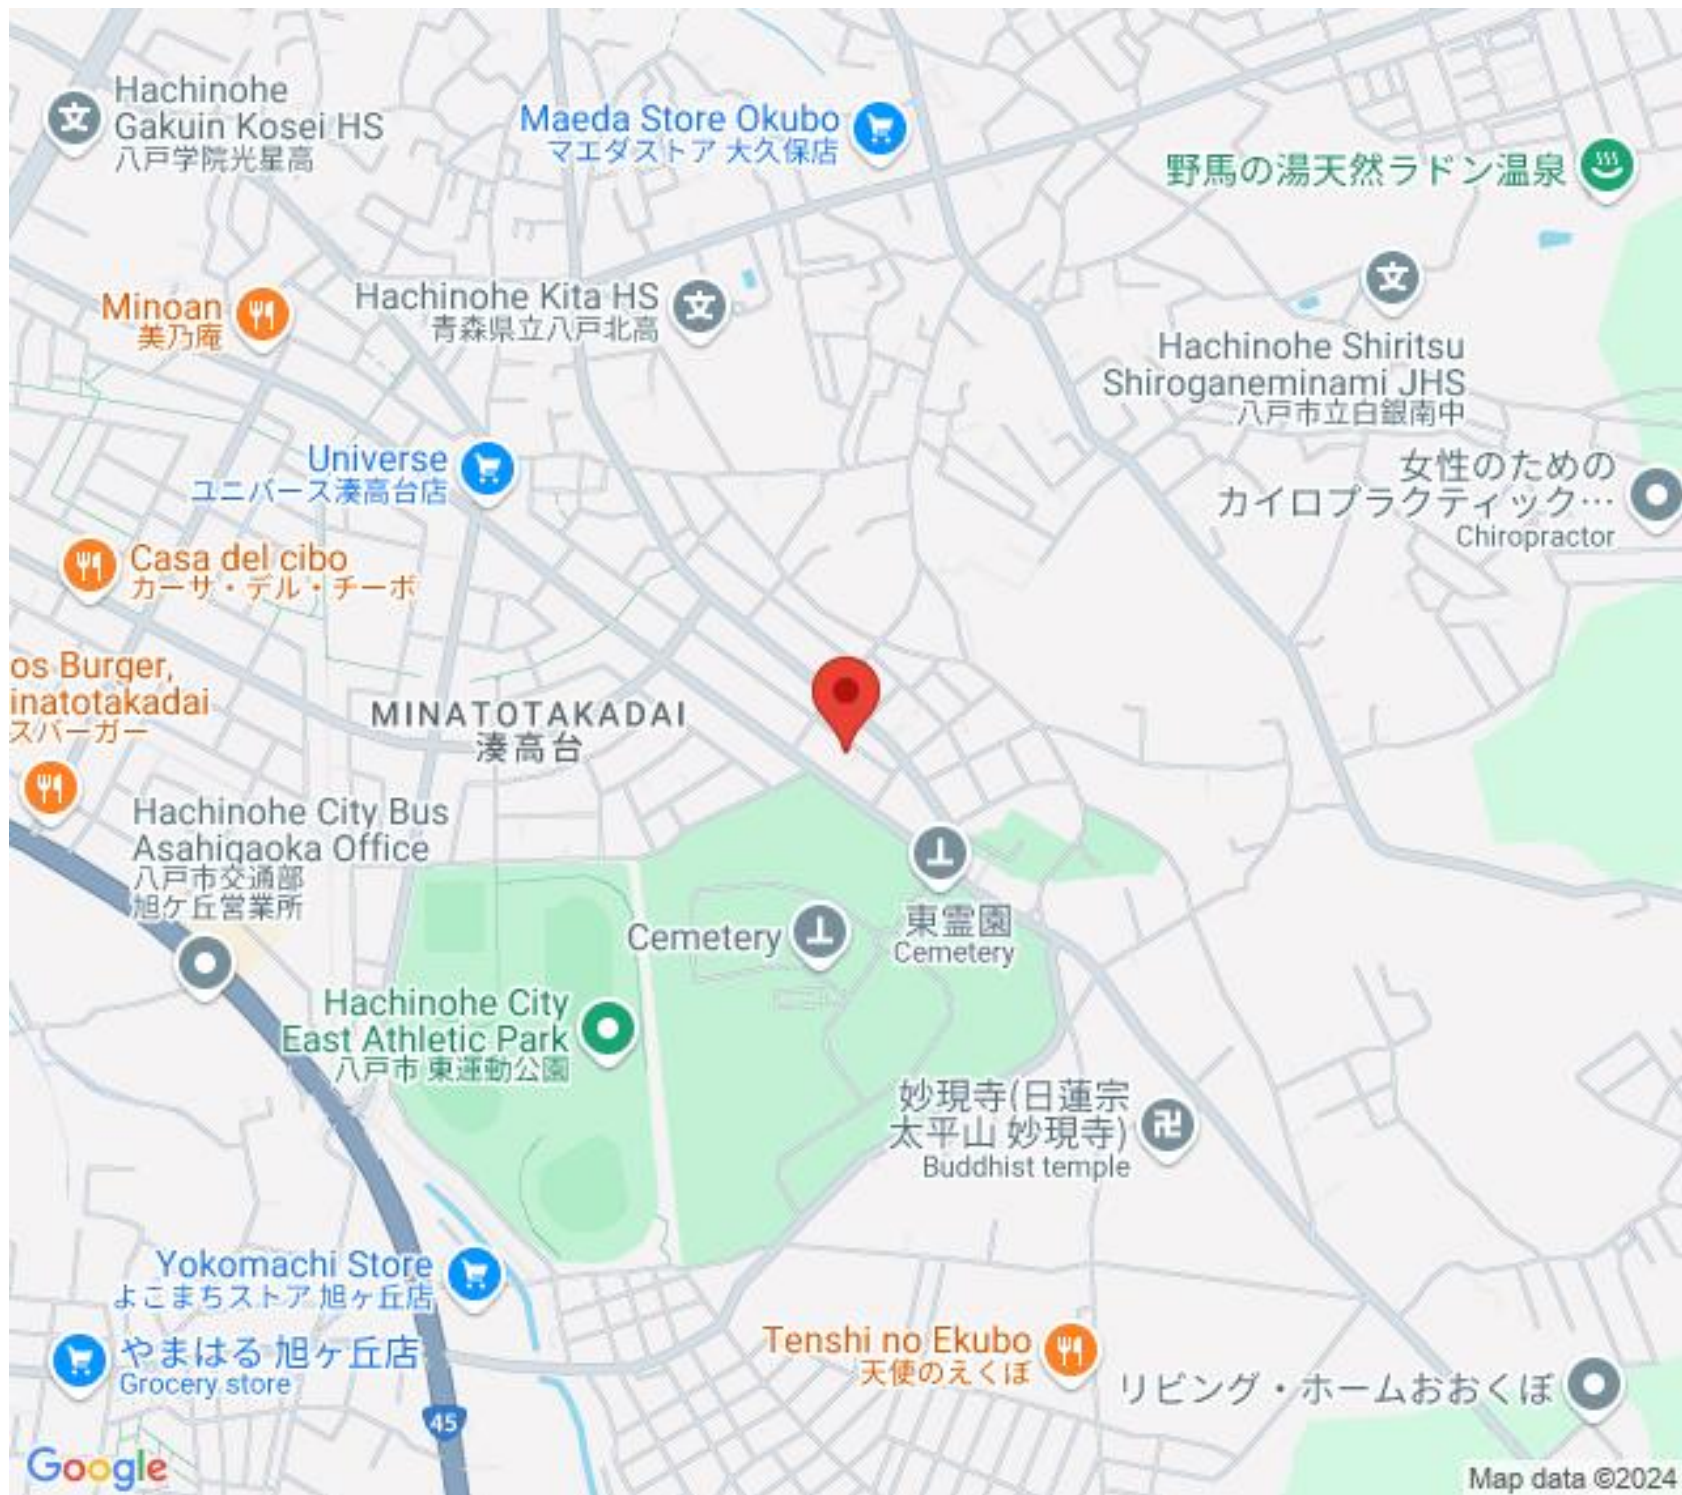 Hachinohe
Gakuin Kosei HS
八戸学院光星高
Maeda Store Okubo
マエダストア 大久保店
野馬の湯天然ラドン温泉
Minoan
美乃庵
Hachinohe Kita HS
青森県立八戸北高
Hachinohe Shiritsu
Shiroganeminami JHS
八戸市立白銀南中
Universe
ユニバース湊高台店
女性のための
カイロプラクティック…
Chiropractor
Casa del cibo
カーサ・デル・チーボ
os Burger,
inatotakadai
スバーガー
MINATOTAKADAI
湊高台
Hachinohe City Bus
Asahigaoka Office
八戸市交通部
旭ケ丘営業所
Cemetery
東霊園
Cemetery
Hachinohe City
East Athletic Park
八戸市 東運動公園
妙現寺(日蓮宗
太平山 妙現寺)
Buddhist temple
Yokomachi Store
よこまちストア 旭ヶ丘店
やまはる 旭ヶ丘店
Grocery store
Tenshi no Ekubo
天使のえくぼ
リビング・ホームおおくぼ
45
Google
Map data ©2024